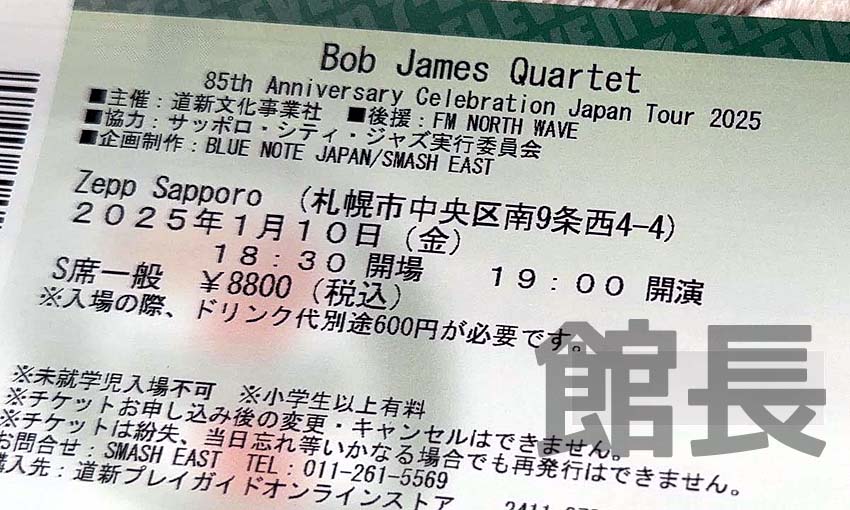 7-ELEVEN
Bob James Quartet
85th Anniversary Celebration Japan Tour 2025
■主催：道新文化事業社　■後援：FM NORTH WAVE
■協力：サッポロ・シティ・ジャズ実行委員会
■企画制作：BLUE NOTE JAPAN/SMASH EAST
Zepp Sapporo　（札幌市中央区南9条西4-4）
２０２５年１月１０日（金）
１８：３０ 開場　　１９：００ 開演
S席一般　￥8800（税込）
※入場の際、ドリンク代別途600円が必要です。
館長
※未就学児入場不可　※小学生以上有料
※チケットお申し込み後の変更・キャンセルはできません。
※チケットは紛失、当日忘れ等いかなる場合でも再発行はできません。
お問合せ：SMASH EAST　TEL：011-261-5569
購入先：道新プレイガイドオンラインストア